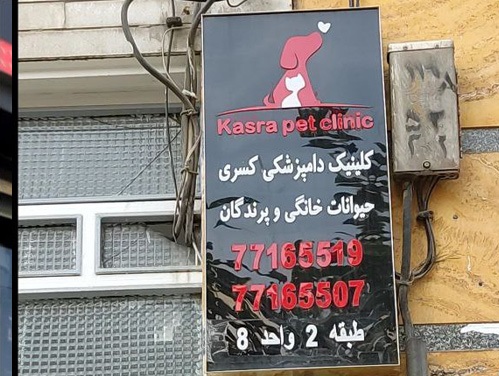 Kasra pet clinic
کلینیک دامپزشکی کسری
حیوانات خانگی و پرندگان
77165519
77165507
طبقه 2 واحد 8